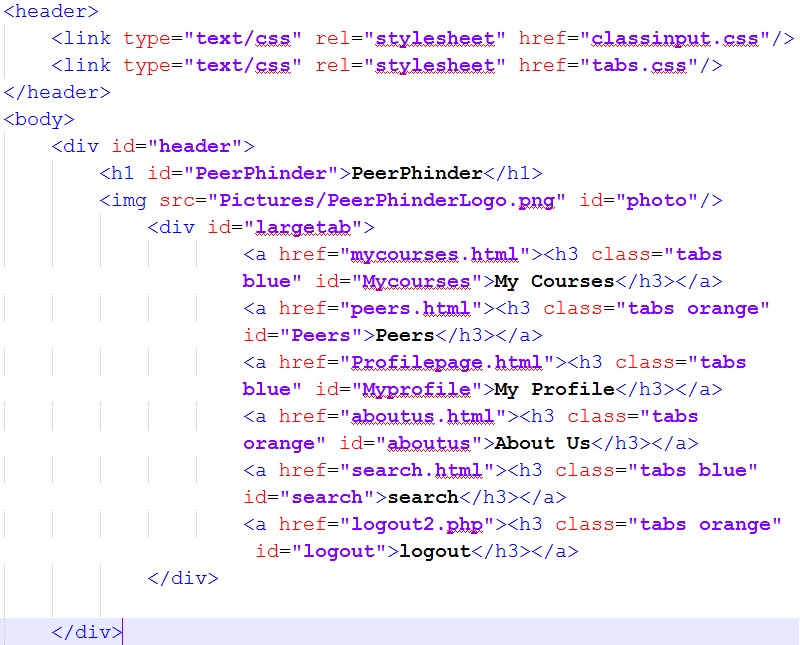 <header>
<link type="text/css" rel="stylesheet" href="classinput.css"/>
<link type="text/css" rel="stylesheet" href="tabs.css"/>
</header>
<body>
<div id="header">
<h1 id="PeerPhinder">PeerPhinder</h1>
<img src="Pictures/PeerPhinderLogo.png" id="photo"/>
<div id="largetab">
<a href="mycourses.html"><h3 class="tabs
blue" id="Mycourses">My Courses</h3></a>
<a href="peers.html"><h3 class="tabs orange"
id="Peers">Peers</h3></a>
<a href="Profilepage.html"><h3 class="tabs
blue" id="Myprofile">My Profile</h3></a>
<a href="aboutus.html"><h3 class="tabs
orange" id="aboutus">About Us</h3></a>
<a href="search.html"><h3 class="tabs blue"
id="search">search</h3></a>
<a href="logout2.php"><h3 class="tabs orange"
id="logout">logout</h3></a>
</div>
</div>